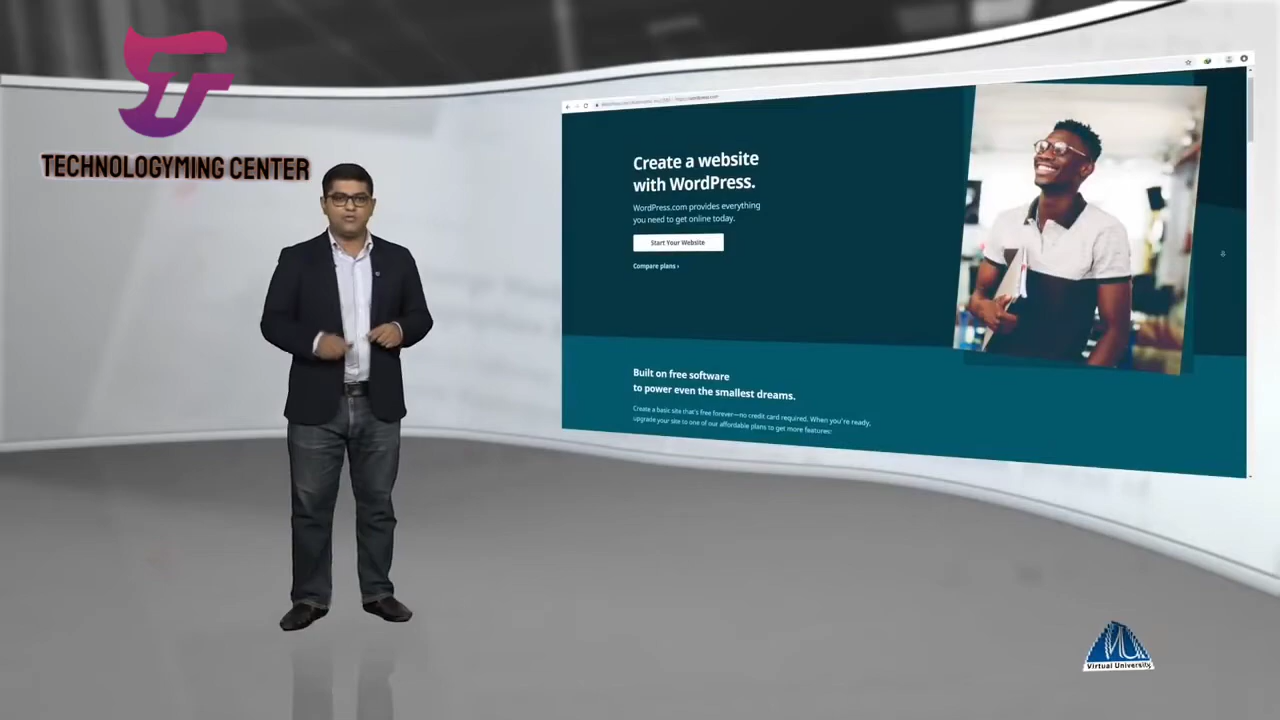 TECHNOLOGYMING CENTER
Create a website
with WordPress.
WordPress.com provides everything
you need to get online today.
Start Your Website
Compare plans ›
Built on free software
to power even the smallest dreams.
Create a basic site that's free forever—no credit card required. When you're ready,
upgrade your site to one of our affordable plans to get more features:
VU
Virtual University